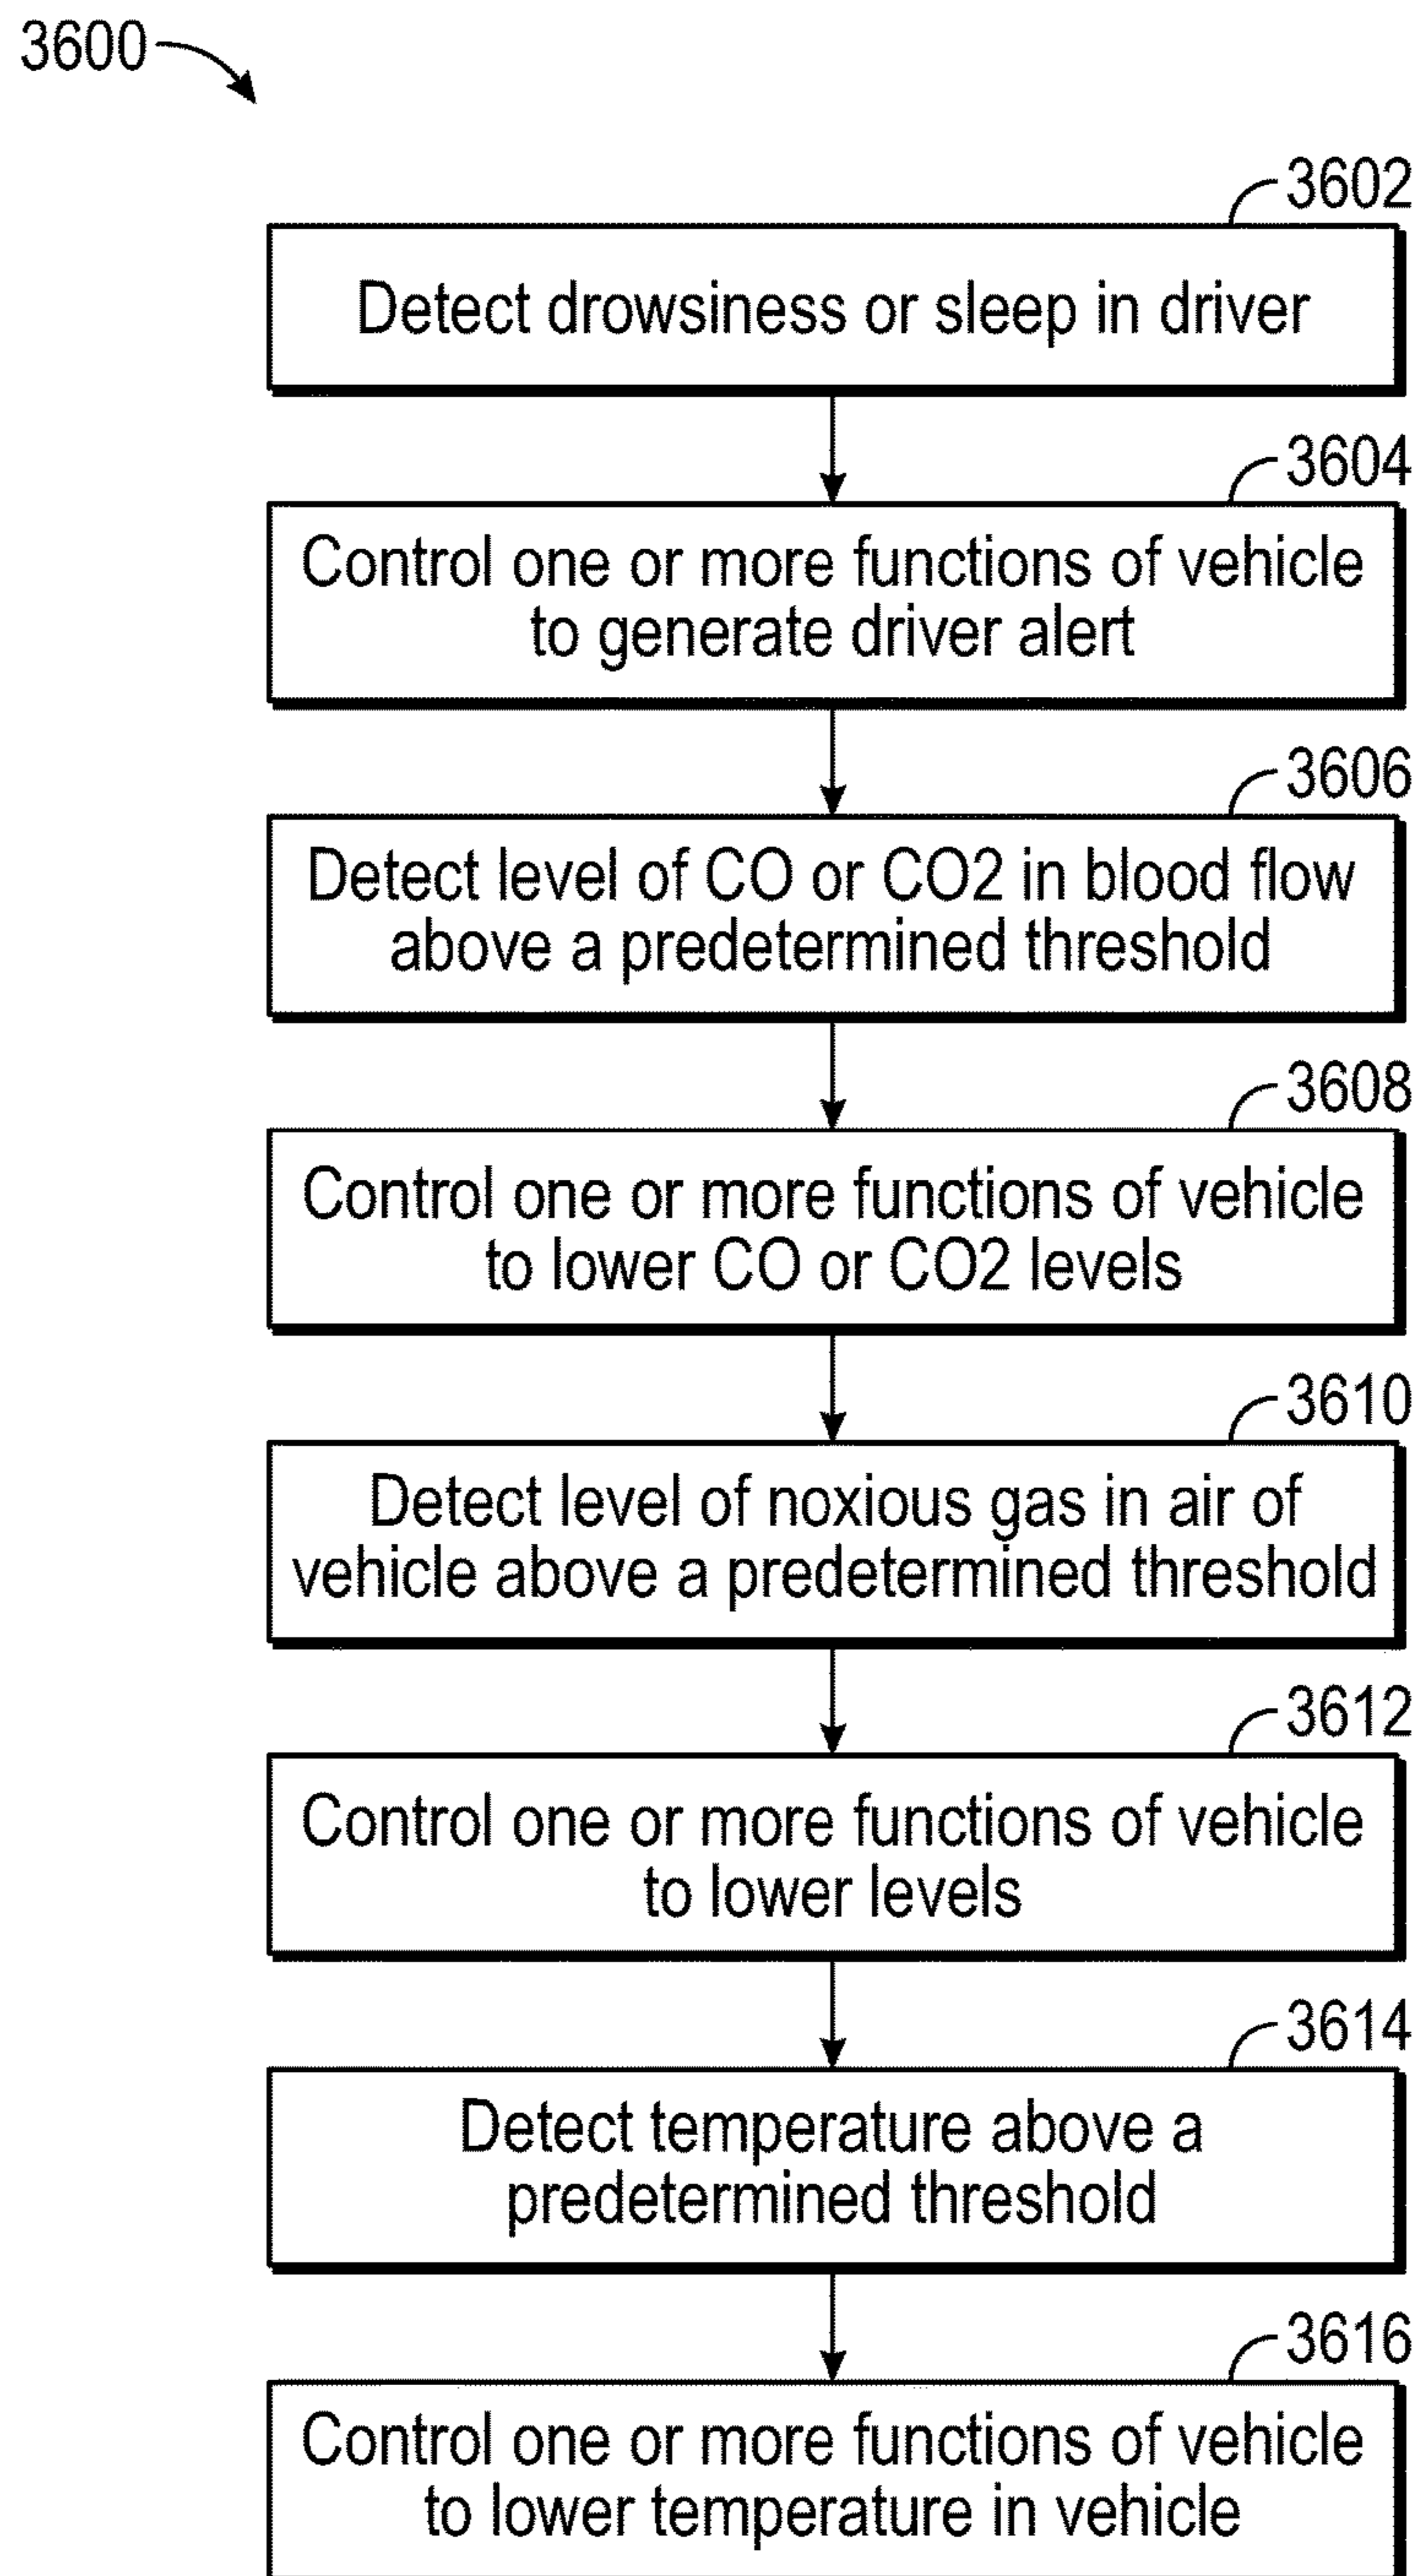 3600
3602
Detect drowsiness or sleep in driver
3604
Control one or more functions of vehicle
to generate driver alert
3606
Detect level of CO or CO2 in blood flow
above a predetermined threshold
3608
Control one or more functions of vehicle
to lower CO or CO2 levels
3610
Detect level of noxious gas in air of
vehicle above a predetermined threshold
3612
Control one or more functions of vehicle
to lower levels
3614
Detect temperature above a
predetermined threshold
3616
Control one or more functions of vehicle
to lower temperature in vehicle